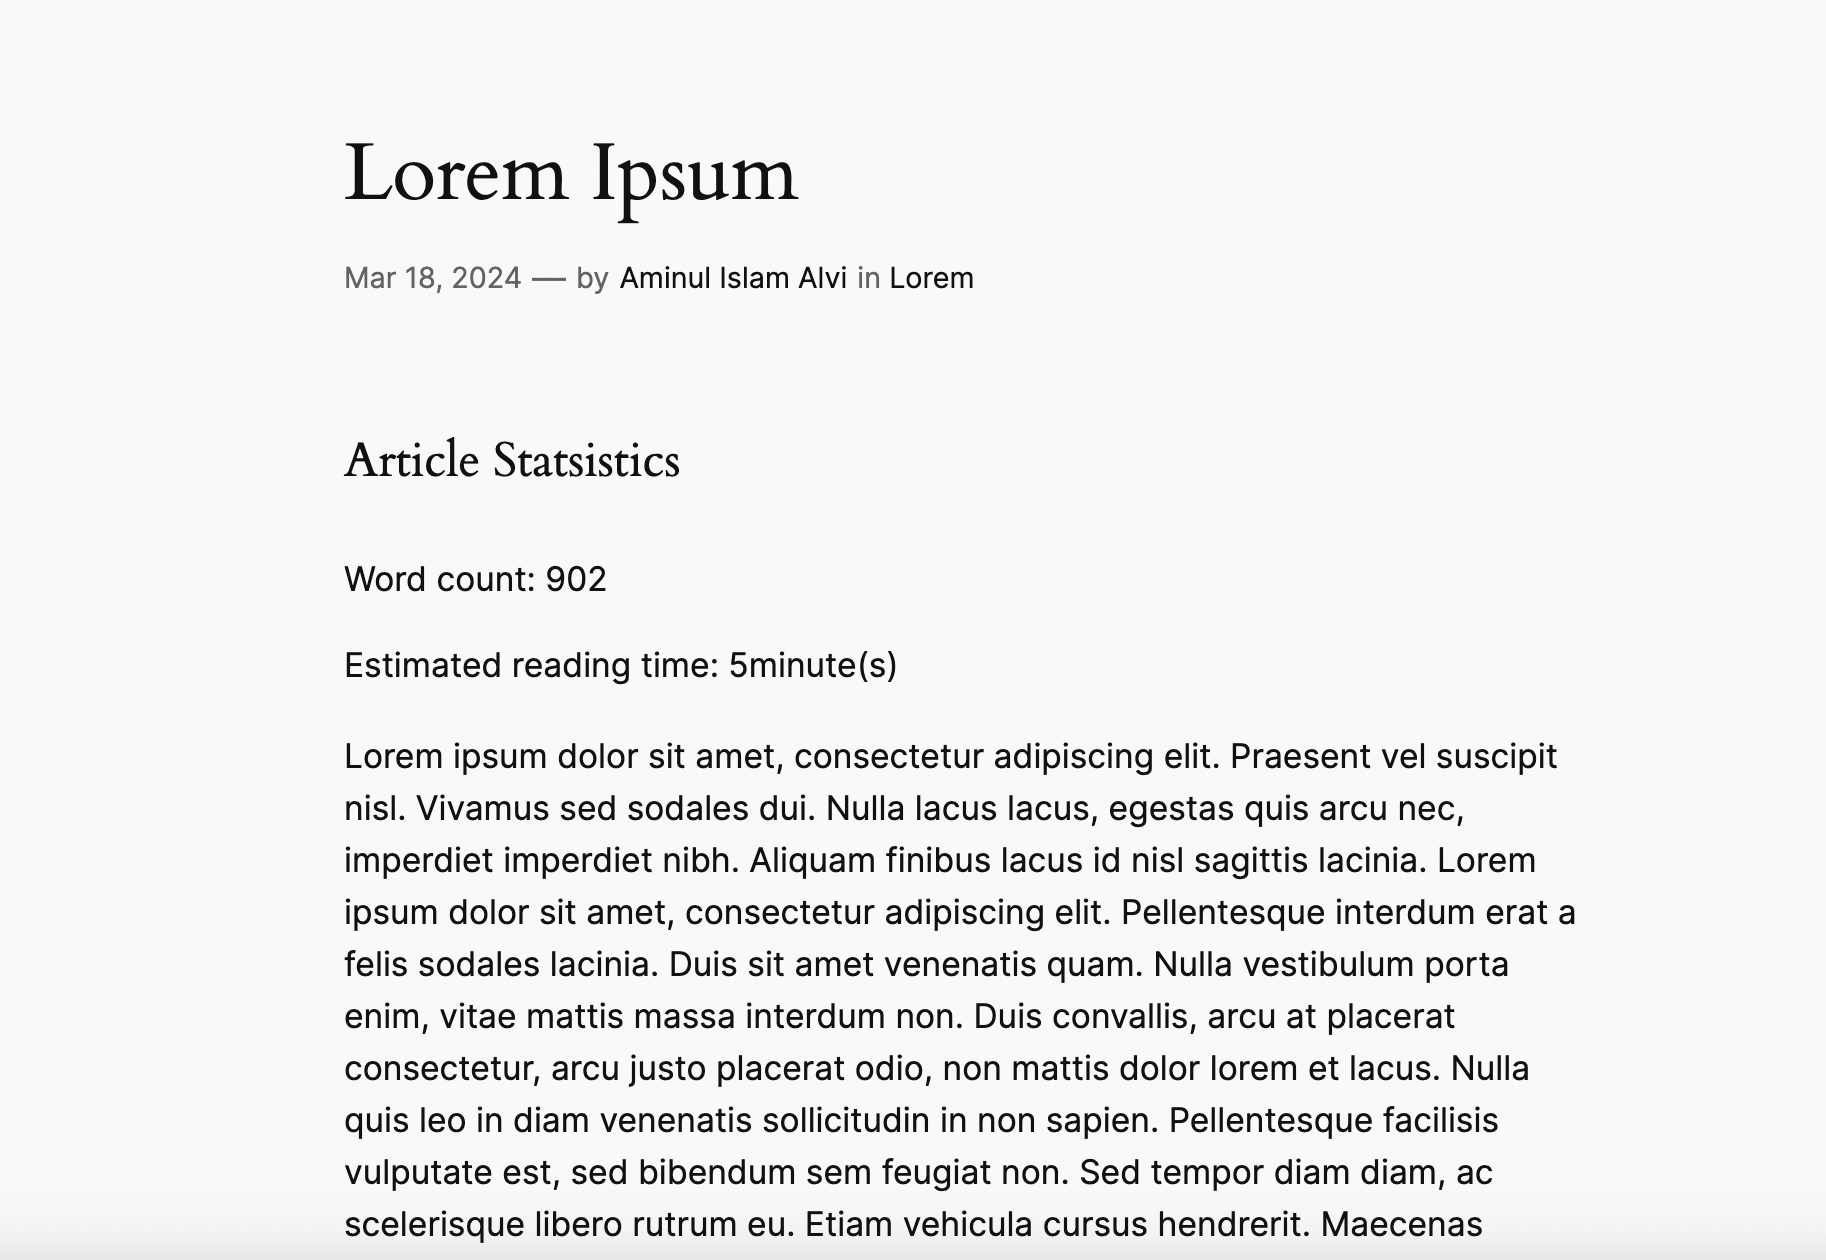 Lorem Ipsum
Mar 18, 2024 — by Aminul Islam Alvi in Lorem
Article Statsistics
Word count: 902
Estimated reading time: 5minute(s)
Lorem ipsum dolor sit amet, consectetur adipiscing elit. Praesent vel suscipit
nisl. Vivamus sed sodales dui. Nulla lacus lacus, egestas quis arcu nec,
imperdiet imperdiet nibh. Aliquam finibus lacus id nisl sagittis lacinia. Lorem
ipsum dolor sit amet, consectetur adipiscing elit. Pellentesque interdum erat a
felis sodales lacinia. Duis sit amet venenatis quam. Nulla vestibulum porta
enim, vitae mattis massa interdum non. Duis convallis, arcu at placerat
consectetur, arcu justo placerat odio, non mattis dolor lorem et lacus. Nulla
quis leo in diam venenatis sollicitudin in non sapien. Pellentesque facilisis
vulputate est, sed bibendum sem feugiat non. Sed tempor diam diam, ac
scelerisque libero rutrum eu. Etiam vehicula cursus hendrerit. Maecenas